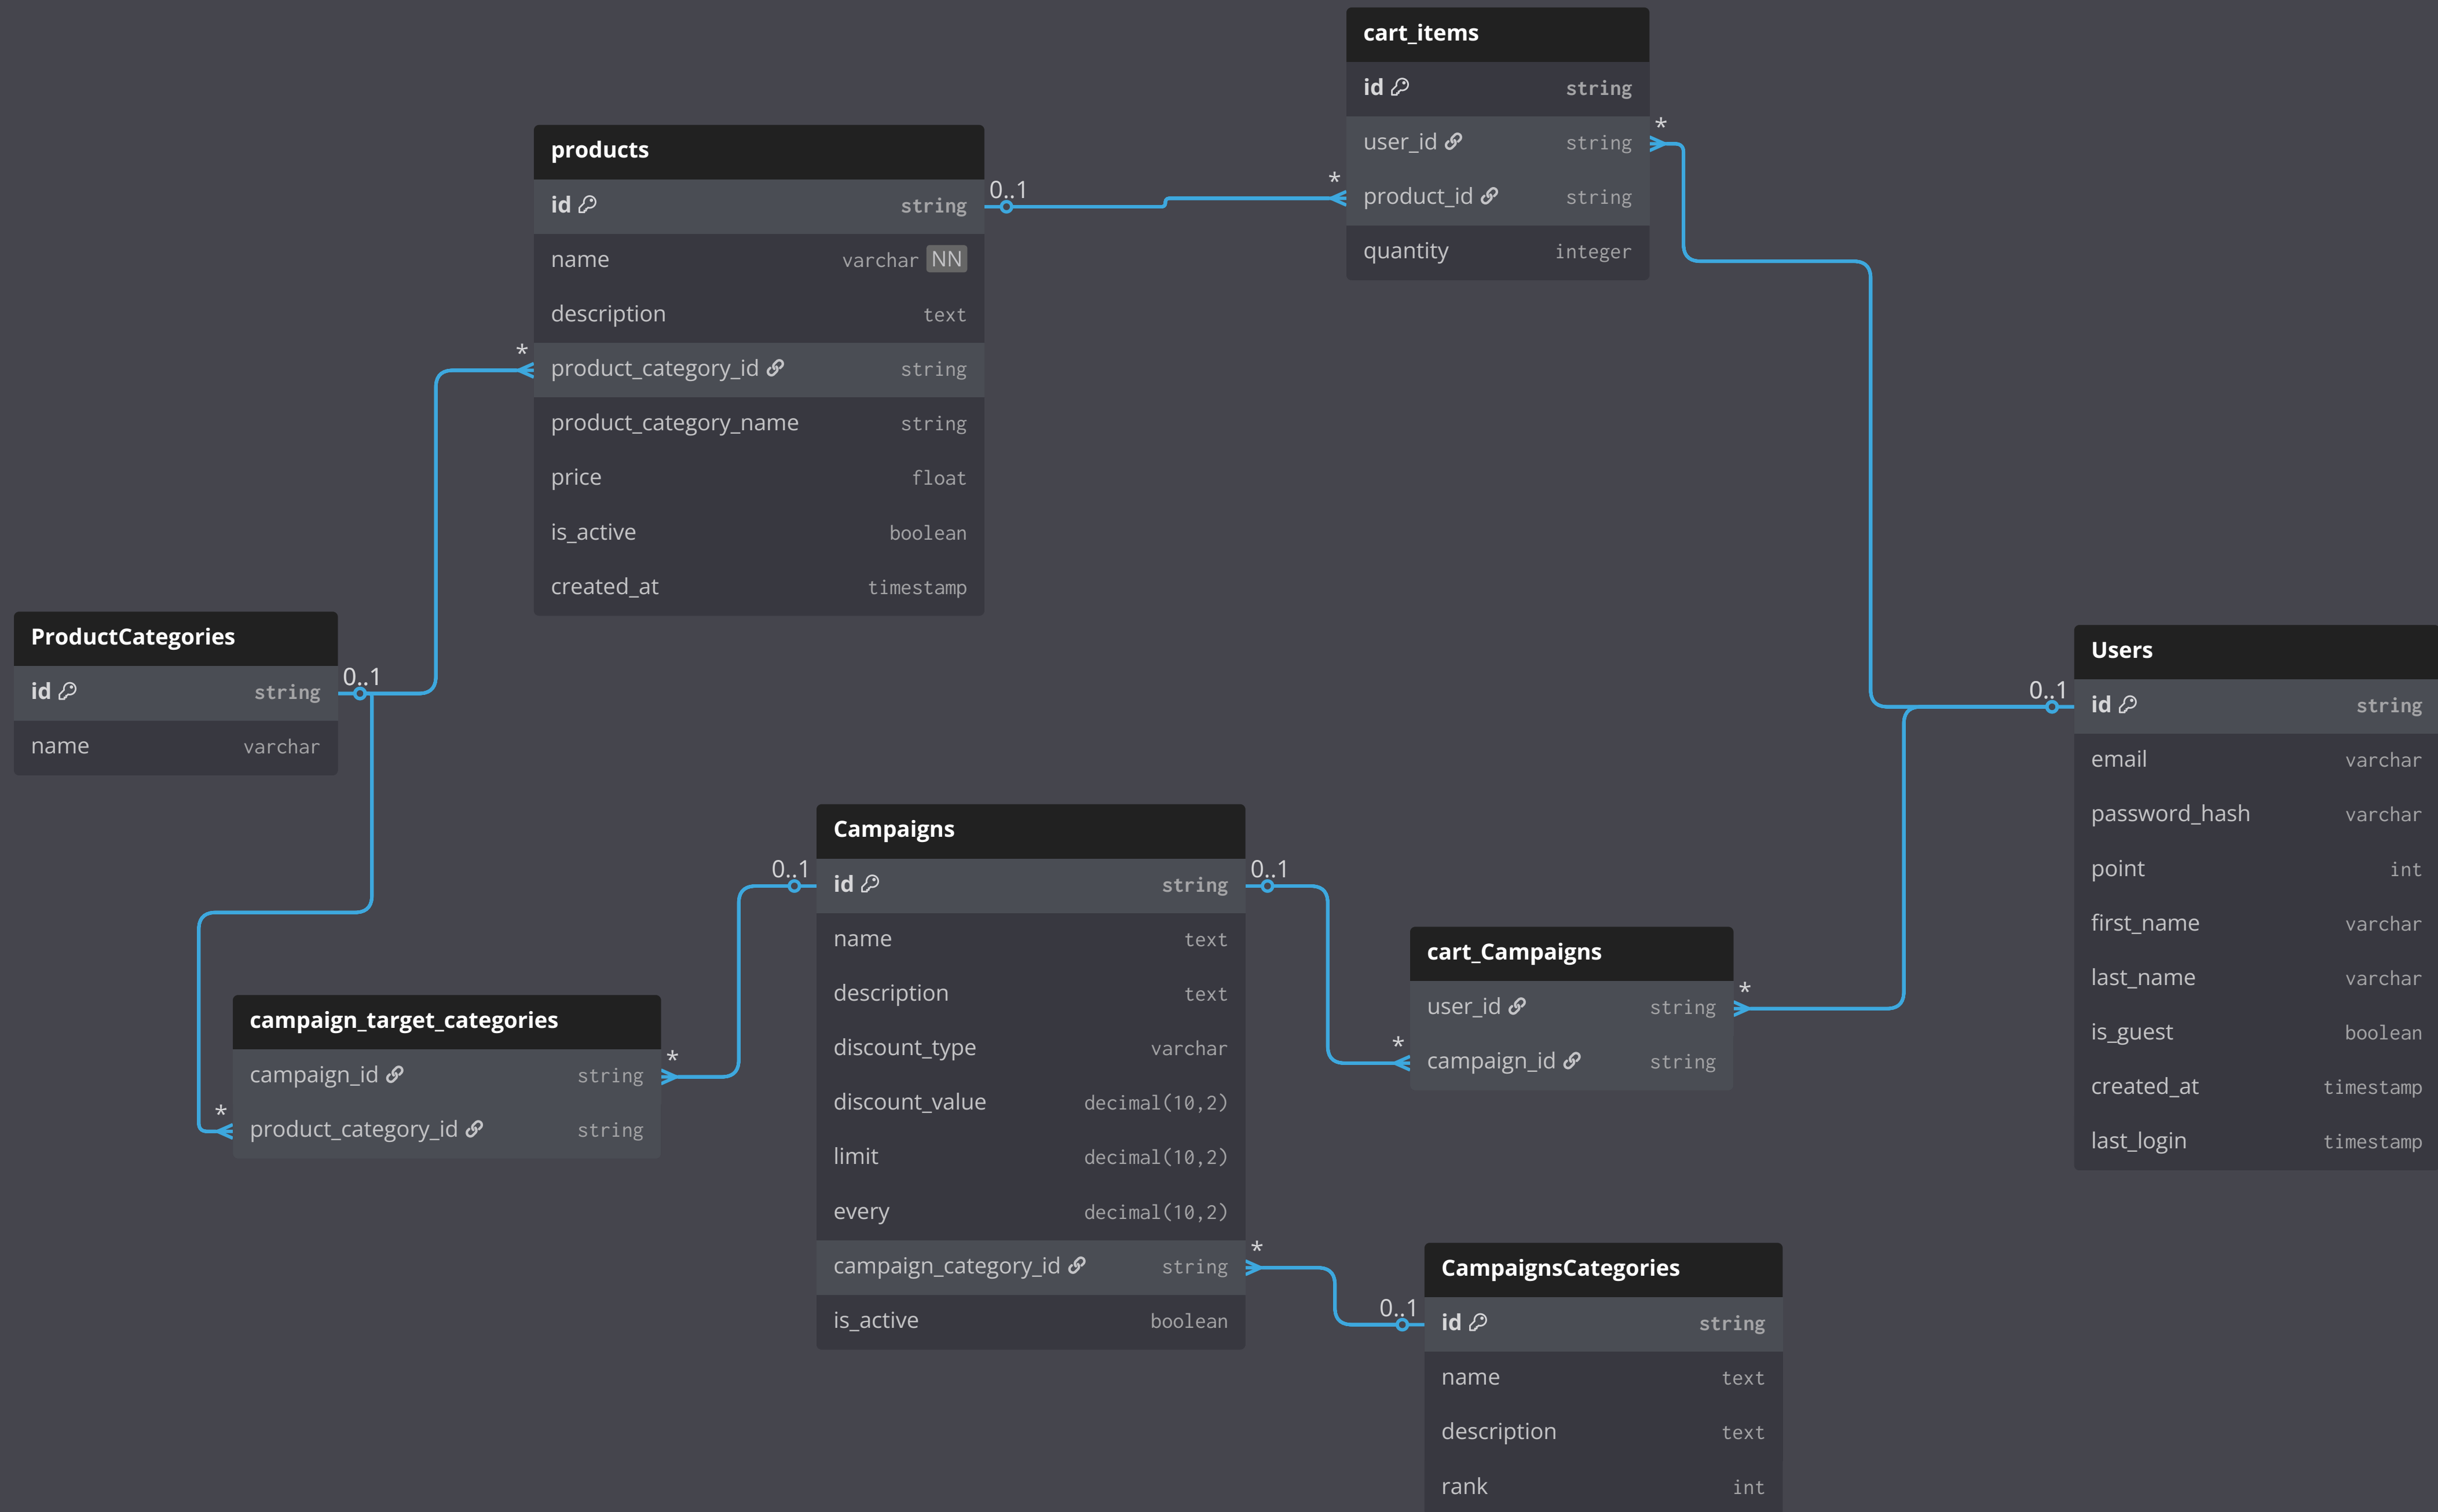 cart_items
id string
user_id string
product_id string
quantity integer
*
*
products
id string
name varchar NN
description text
product_category_id string
product_category_name string
price float
is_active boolean
created_at timestamp
0..1
*
ProductCategories
id string
name varchar
0..1
Users
id string
email varchar
password_hash varchar
point int
first_name varchar
last_name varchar
is_guest boolean
created_at timestamp
last_login timestamp
0..1
Campaigns
id string
name text
description text
discount_type varchar
discount_value decimal(10,2)
limit decimal(10,2)
every decimal(10,2)
campaign_category_id string
is_active boolean
0..1
0..1
*
cart_Campaigns
user_id string
campaign_id string
*
*
campaign_target_categories
campaign_id string
product_category_id string
*
*
CampaignsCategories
id string
name text
description text
rank int
0..1